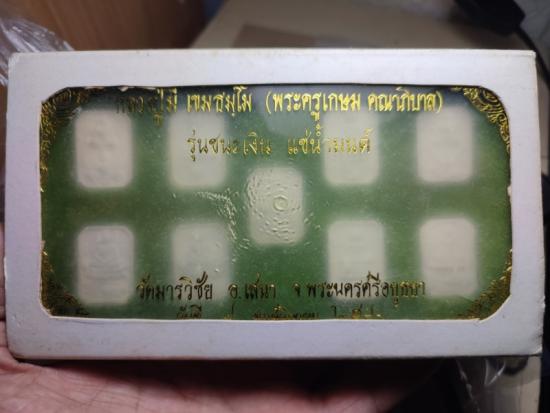 หลวงปู่มี เขมธมฺโม (พระครูเกษม คณาภิบาล)
รุ่นชนะเงิน แช่น้ำมนต์
วัดมารวิชัย อ.เสนา จ พระนครศรีอยุธยา